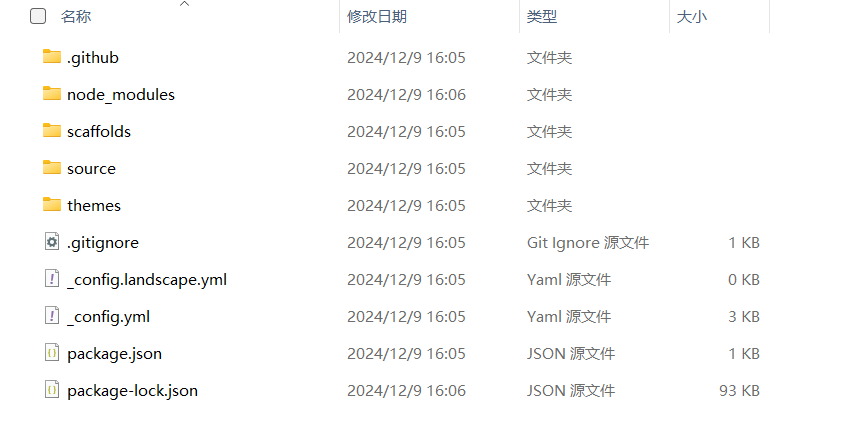 名称 修改日期 类型 大小
.github 2024/12/9 16:05 文件夹
node_modules 2024/12/9 16:06 文件夹
scaffolds 2024/12/9 16:05 文件夹
source 2024/12/9 16:05 文件夹
themes 2024/12/9 16:05 文件夹
.gitignore 2024/12/9 16:05 Git Ignore 源文件 1 KB
_config.landscape.yml 2024/12/9 16:05 Yaml 源文件 0 KB
_config.yml 2024/12/9 16:05 Yaml 源文件 3 KB
package.json 2024/12/9 16:05 JSON 源文件 1 KB
package-lock.json 2024/12/9 16:06 JSON 源文件 93 KB